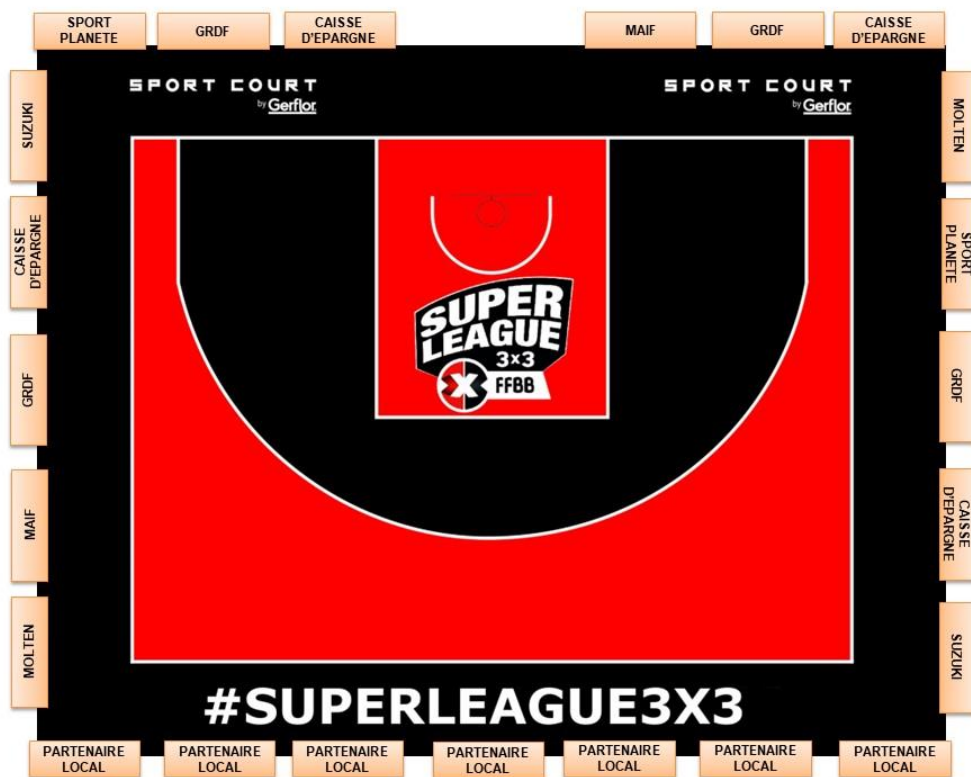 SPORT
PLANETE
GRDF
CAISSE
D'EPARGNE
MAIF
GRDF
CAISSE
D'EPARGNE
SPORT COURT
by Gerflor
SPORT COURT
by Gerflor
SUZUKI
CAISSE
D'EPARGNE
GRDF
MAIF
MOLTEN
SUPER
LEAGUE
3x3
X FFBB
MOLTEN
SPORT
PLANETE
GRDF
CAISSE
D'EPARGNE
SUZUKI
#SUPERLEAGUE3X3
PARTENAIRE
LOCAL
PARTENAIRE
LOCAL
PARTENAIRE
LOCAL
PARTENAIRE
LOCAL
PARTENAIRE
LOCAL
PARTENAIRE
LOCAL
PARTENAIRE
LOCAL